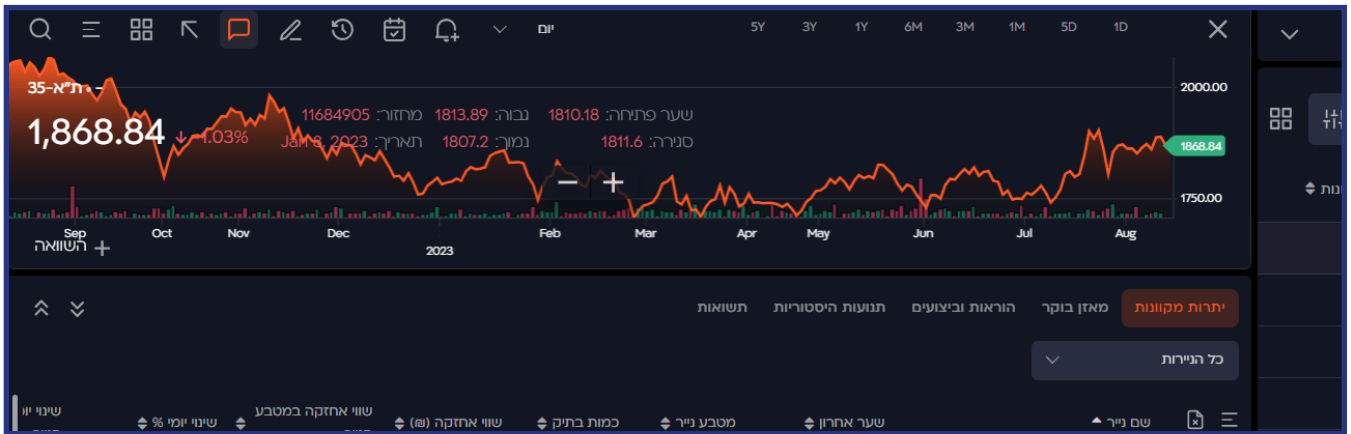 יום
5Y 3Y 1Y 6M 3M 1M 5D 1D
ת״א-35 -
1,868.84 1.03%
שער פתיחה: 1810.18 גבוה: 1813.89 מחזור: 11684905
סגירה: 1811.6 נמוך: 1807.2 תאריך: Jan 8, 2023
2000.00
1868.84
1750.00
Sep Oct Nov Dec 2023 Feb Mar Apr May Jun Jul Aug
+ השוואה
יתרות מקוונות מאזן בוקר הוראות וביצועים תנועות היסטוריות תשואות
כל הניירות
שם נייר שער אחרון מטבע נייר כמות בתיק שווי אחזקה (₪) שווי אחזקה במטבע שינוי יומי % שינוי